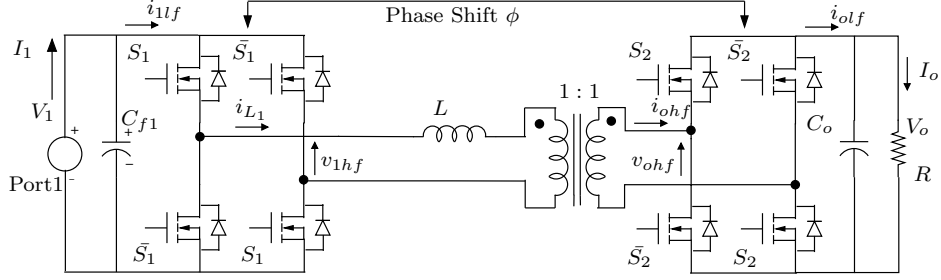 Phase Shift ϕ
i_{1lf}
i_{olf}
I_1
S_1
S̄_1
S_2
S̄_2
I_o
V_1
C_{f1}
+
−
i_{L_1}
L
1 : 1
i_{ohf}
C_o
V_o
+
-
Port1
v_{1hf}
v_{ohf}
R
S̄_1
S_1
S̄_2
S_2